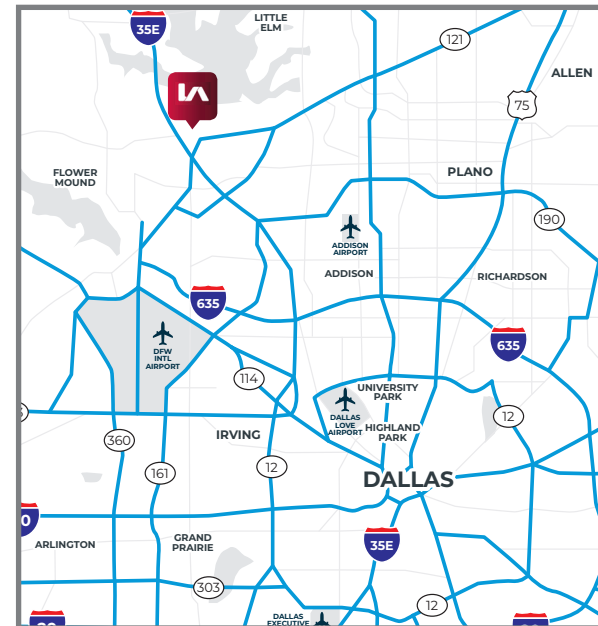 LITTLE
ELM
35E
121
ALLEN
75
FLOWER
MOUND
PLANO
190
ADDISON
AIRPORT
ADDISON
RICHARDSON
635
635
DFW
INTL
AIRPORT
114
UNIVERSITY
PARK
DALLAS
LOVE
AIRPORT
HIGHLAND
PARK
12
IRVING
360
161
12
DALLAS
0
ARLINGTON
GRAND
PRAIRIE
35E
303
12
DALLAS
EXECUTIVE